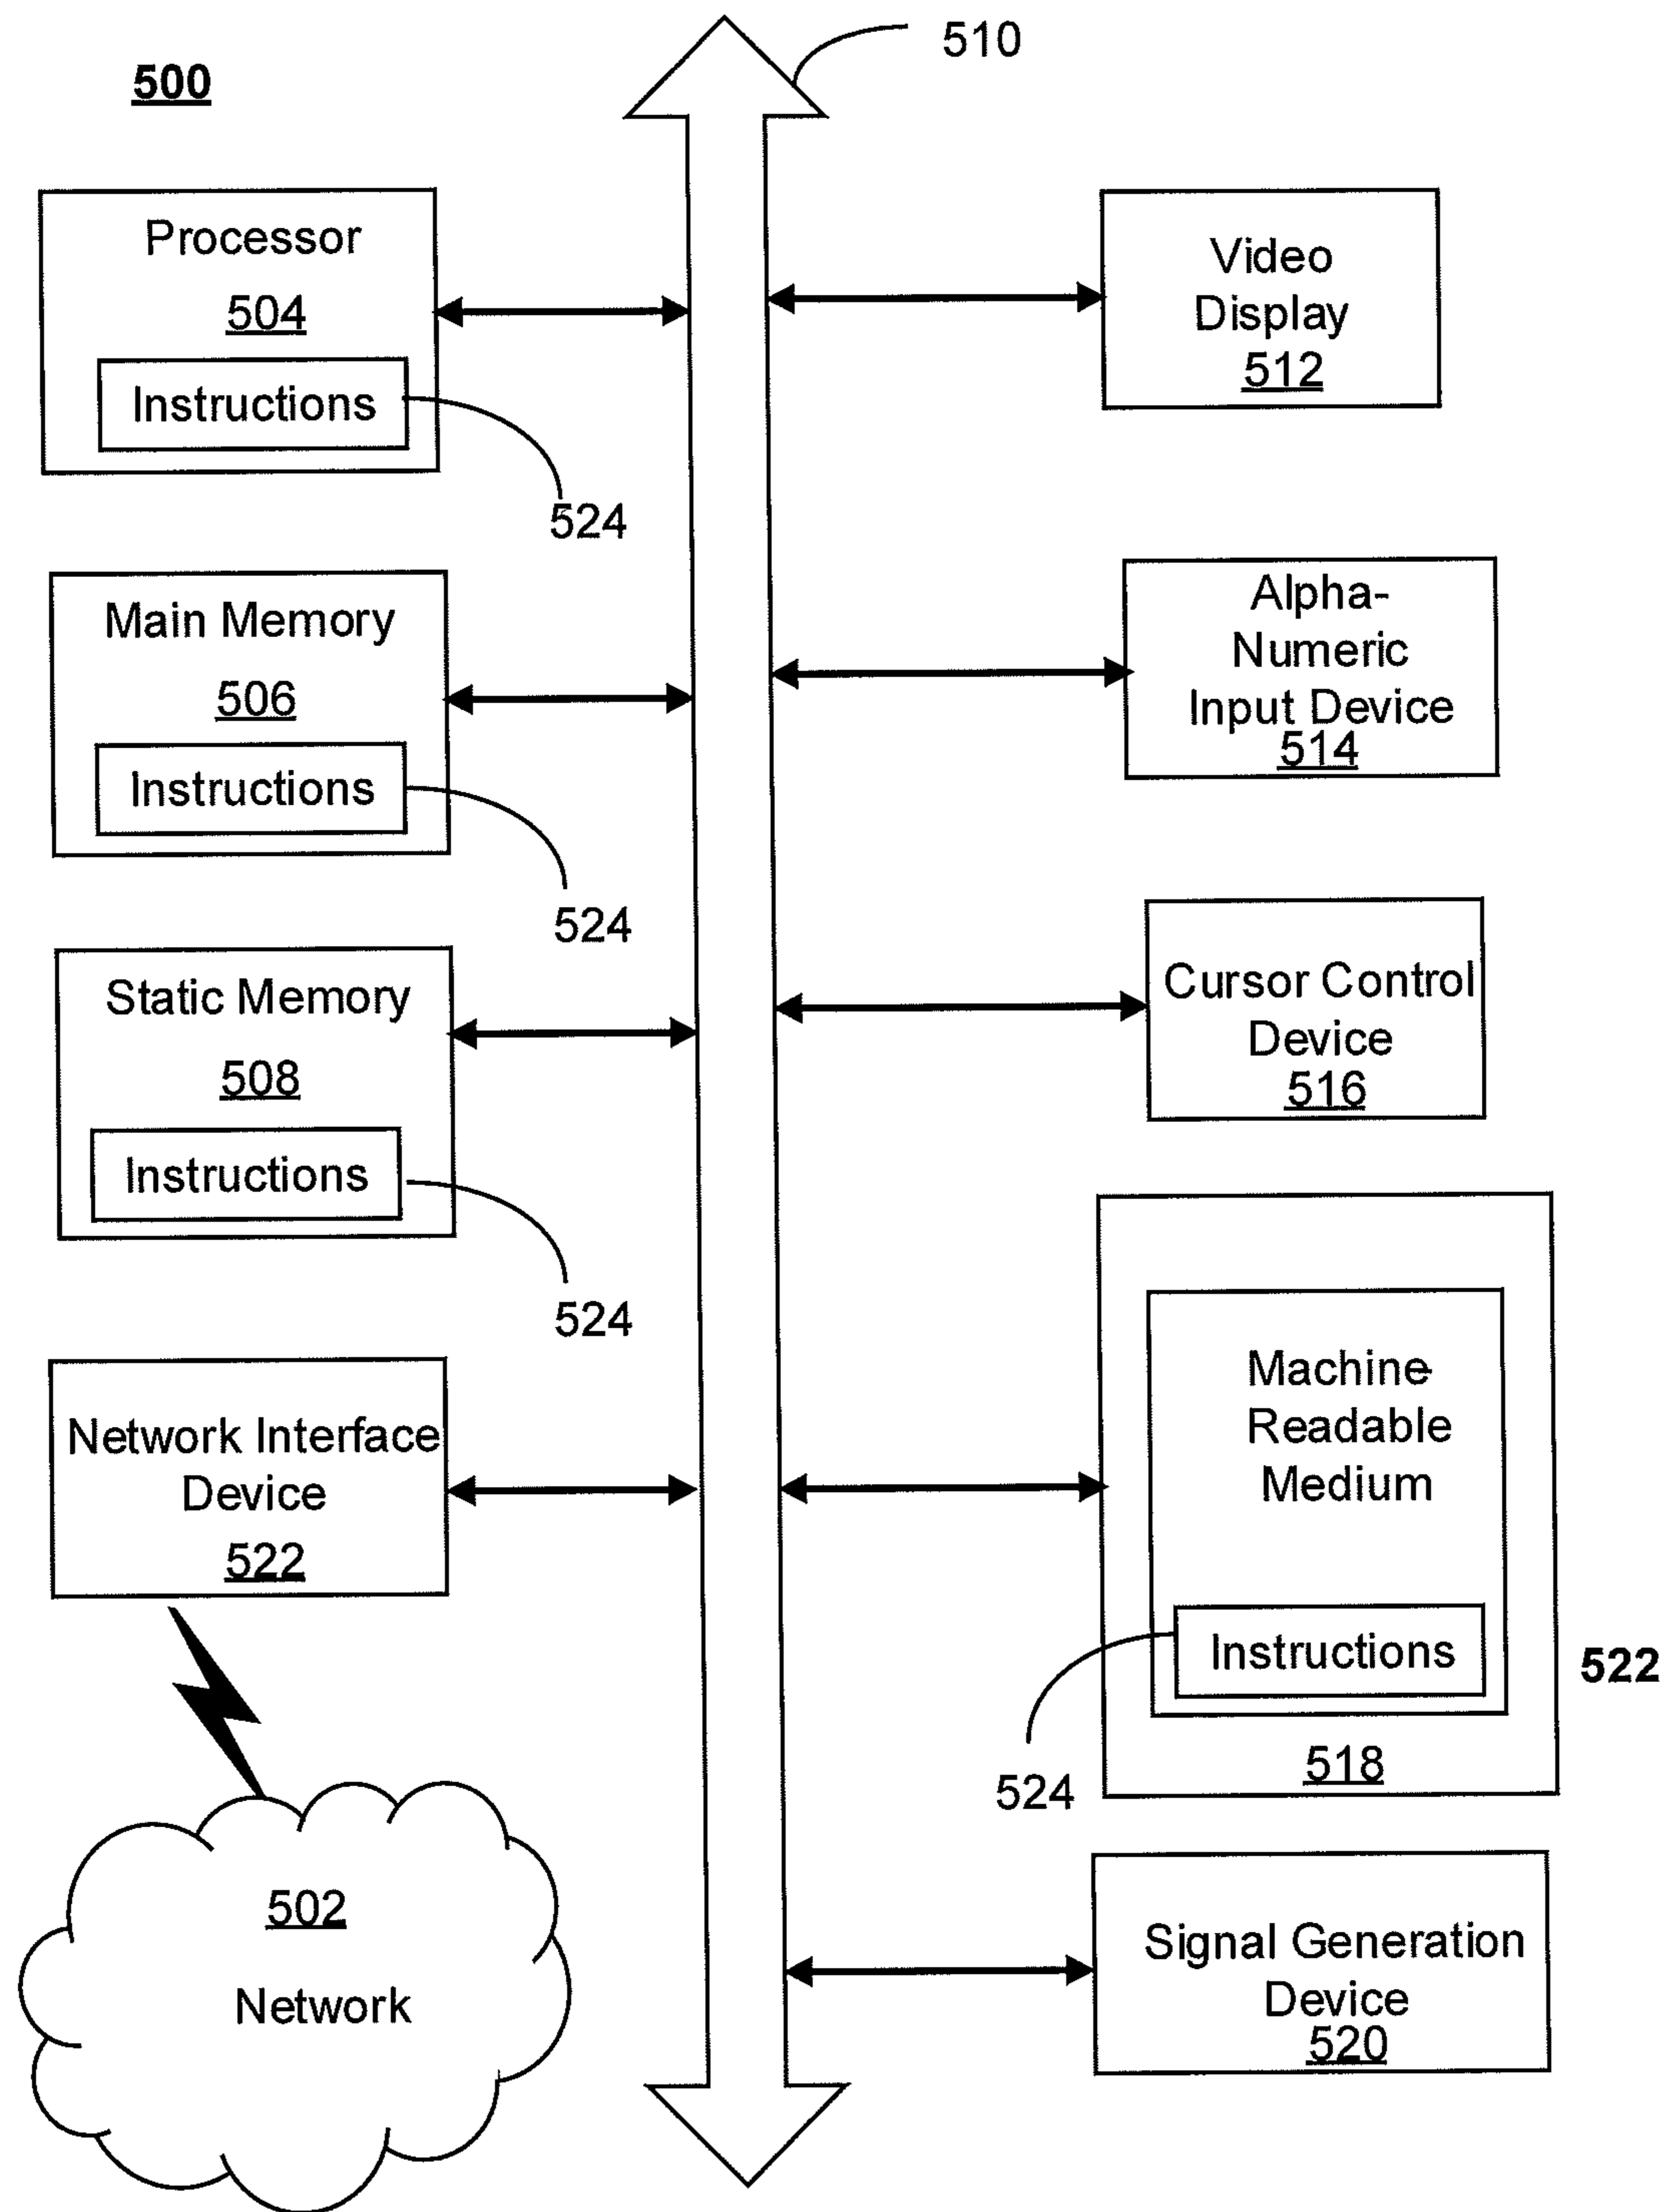 500
510
Processor
504
Instructions
524
Main Memory
506
Instructions
524
Static Memory
508
Instructions
524
Network Interface
Device
522
502
Network
Video
Display
512
Alpha-
Numeric
Input Device
514
Cursor Control
Device
516
Machine
Readable
Medium
Instructions
522
524
518
Signal Generation
Device
520